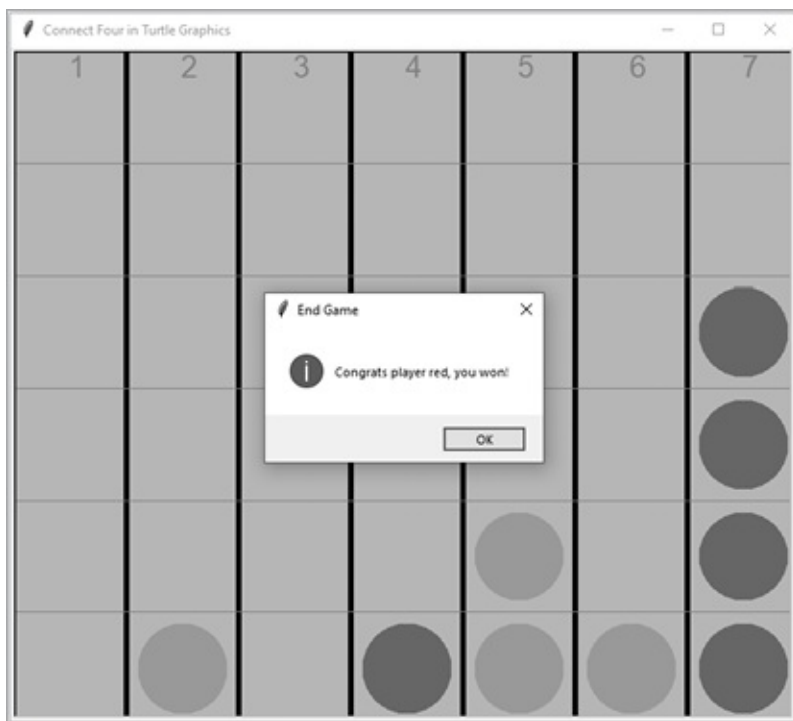 Connect Four in Turtle Graphics
1 2 3 4 5 6 7
End Game
i
Congrats player red, you won!
OK